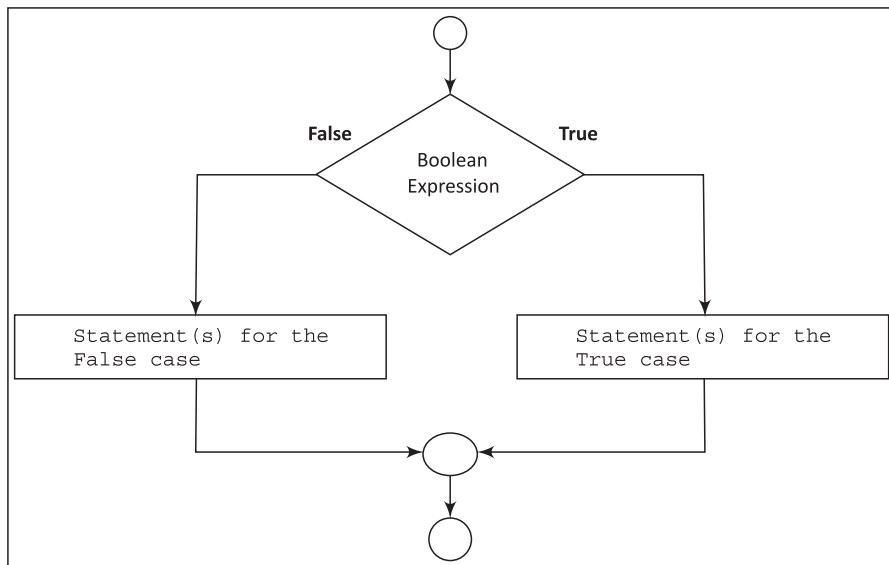 False
True
Boolean
Expression
Statement(s) for the
False case
Statement(s) for the
True case